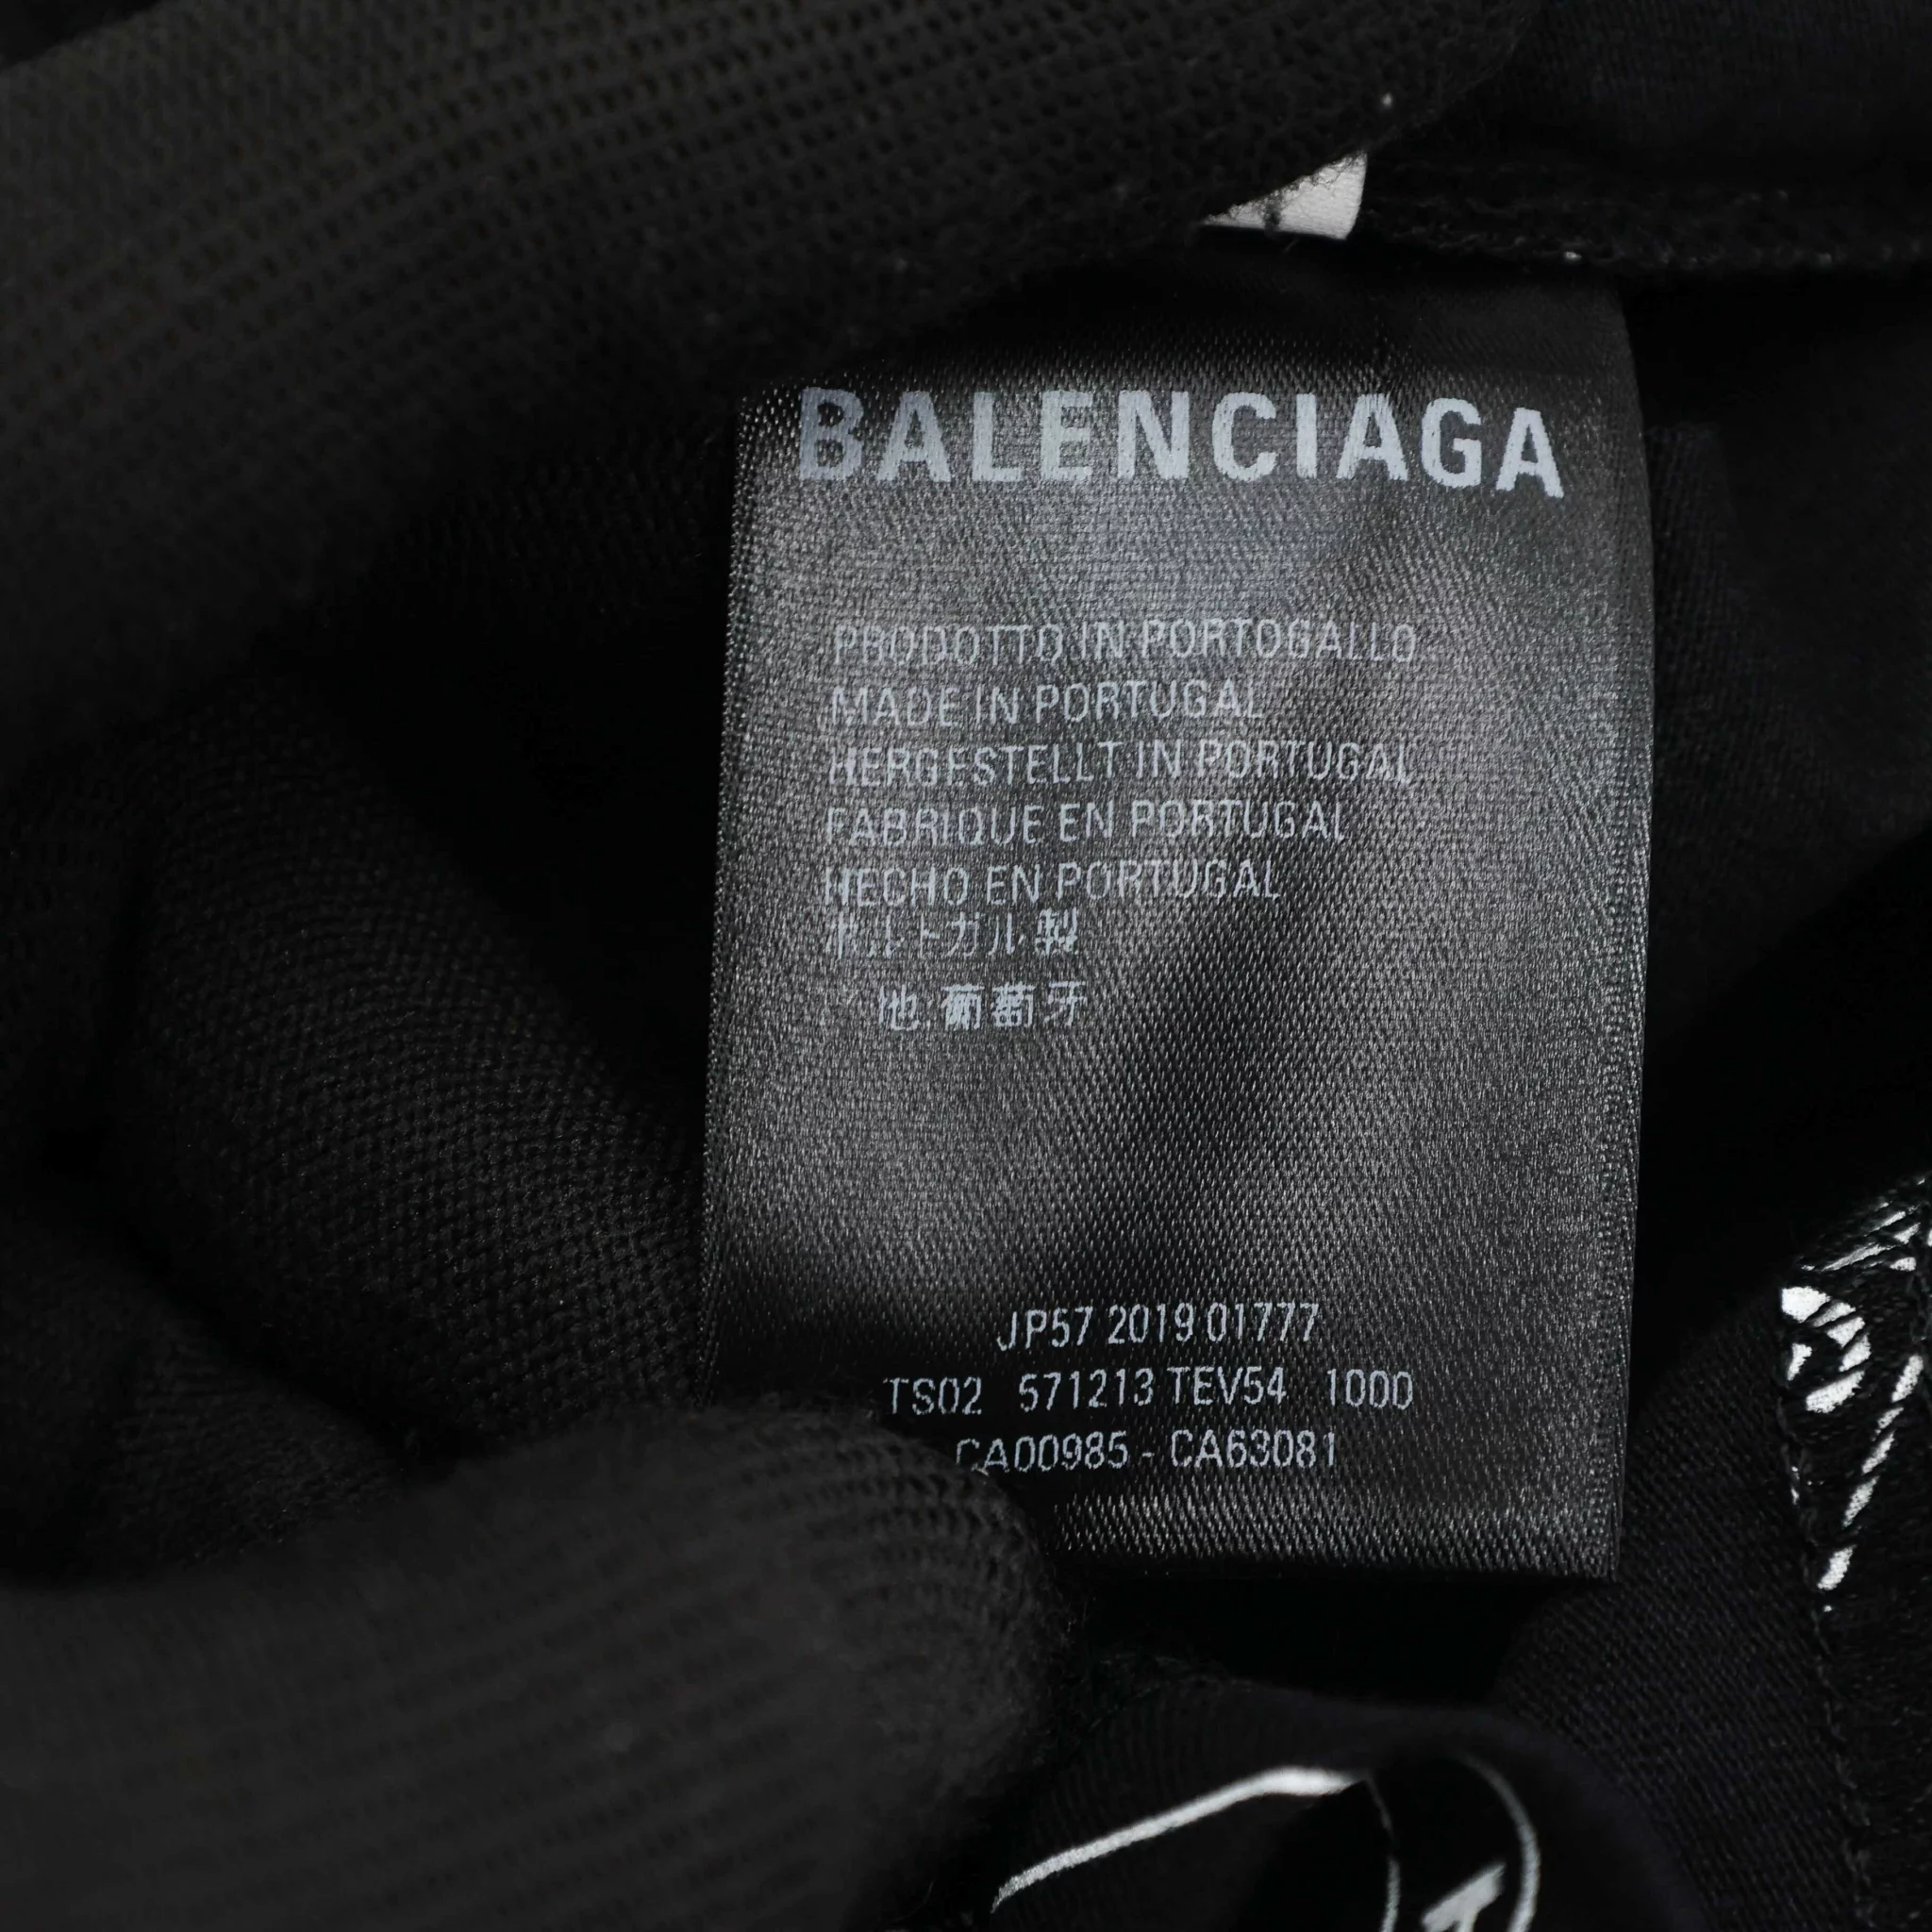 BALENCIAGA
PRODOTTO IN PORTOGALLO
MADE IN PORTUGAL
HERGESTELLT IN PORTUGAL
FABRIQUE EN PORTUGAL
HECHO EN PORTUGAL
ポルトガル製
地 葡萄牙
JP57 2019 01777
TS02 571213 TEV54 1000
CA00985 - CA63081